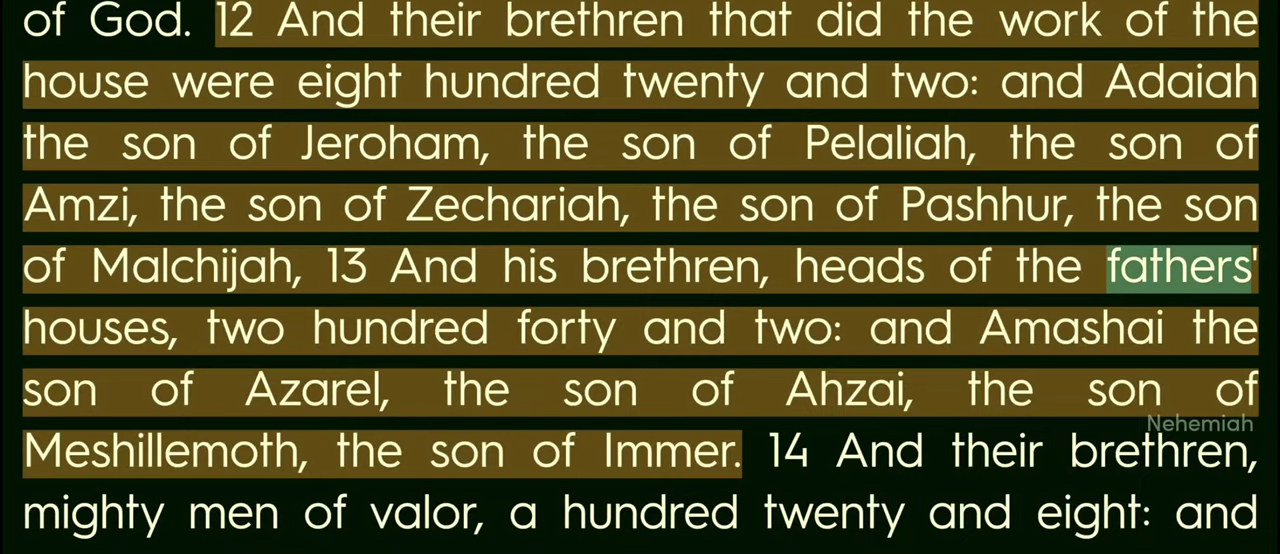 of God. 12 And their brethren that did the work of the
house were eight hundred twenty and two: and Adaiah
the son of Jeroham, the son of Pelaliah, the son of
Amzi, the son of Zechariah, the son of Pashhur, the son
of Malchijah, 13 And his brethren, heads of the fathers'
houses, two hundred forty and two: and Amashai the
son of Azarel, the son of Ahzai, the son of
Nehemiah
Meshillemoth, the son of Immer. 14 And their brethren,
mighty men of valor, a hundred twenty and eight: and